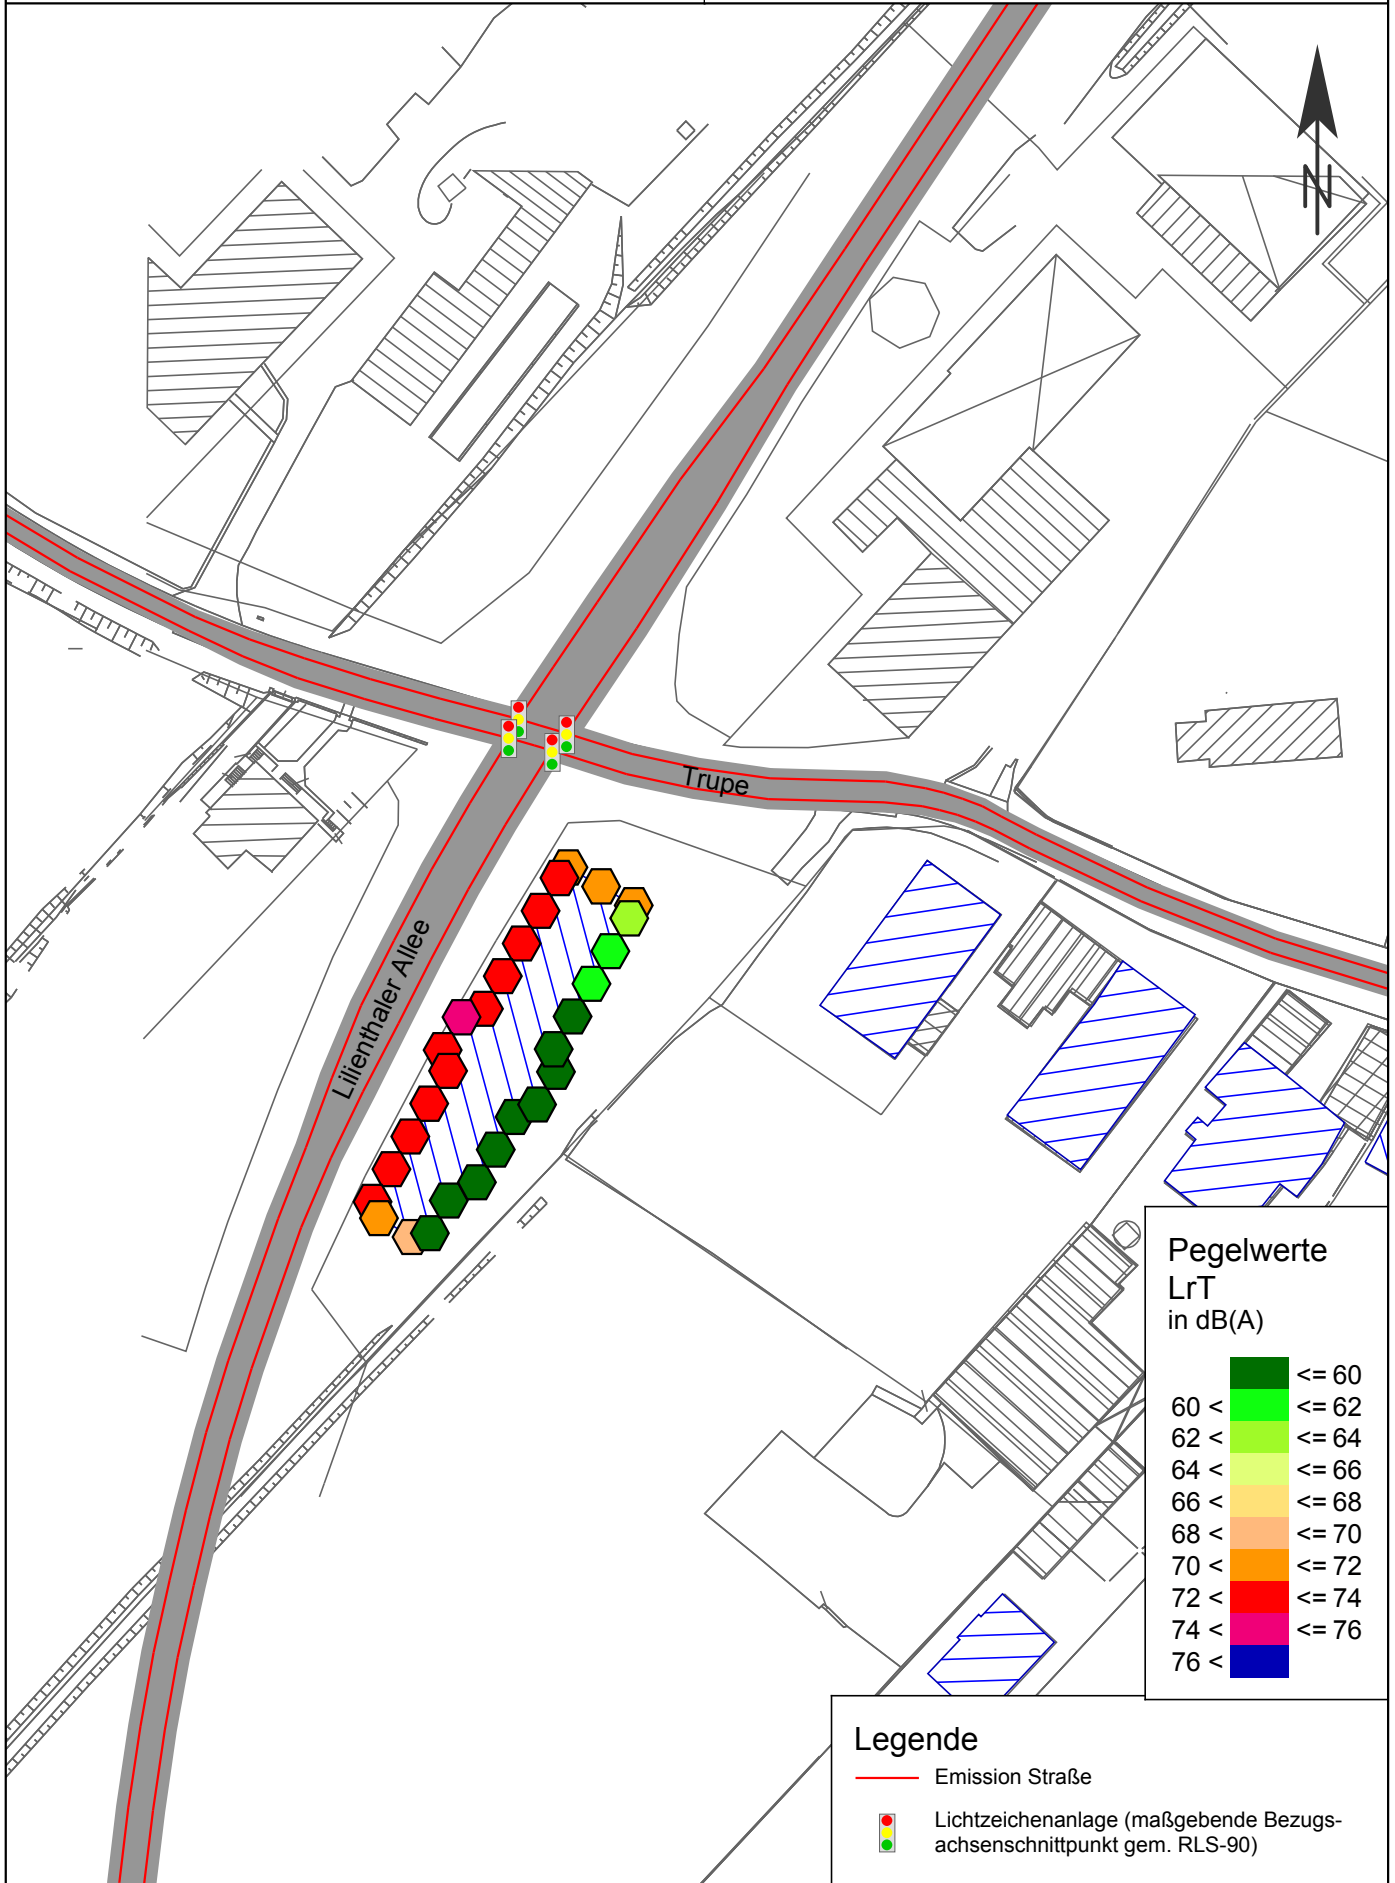 N
Trupe
Lilienthaler Allee
Pegelwerte
LrT
in dB(A)
<= 60
60 < <= 62
62 < <= 64
64 < <= 66
66 < <= 68
68 < <= 70
70 < <= 72
72 < <= 74
74 < <= 76
76 <
Legende
Emission Straße
Lichtzeichenanlage (maßgebende Bezugs-
achsenschnittpunkt gem. RLS-90)